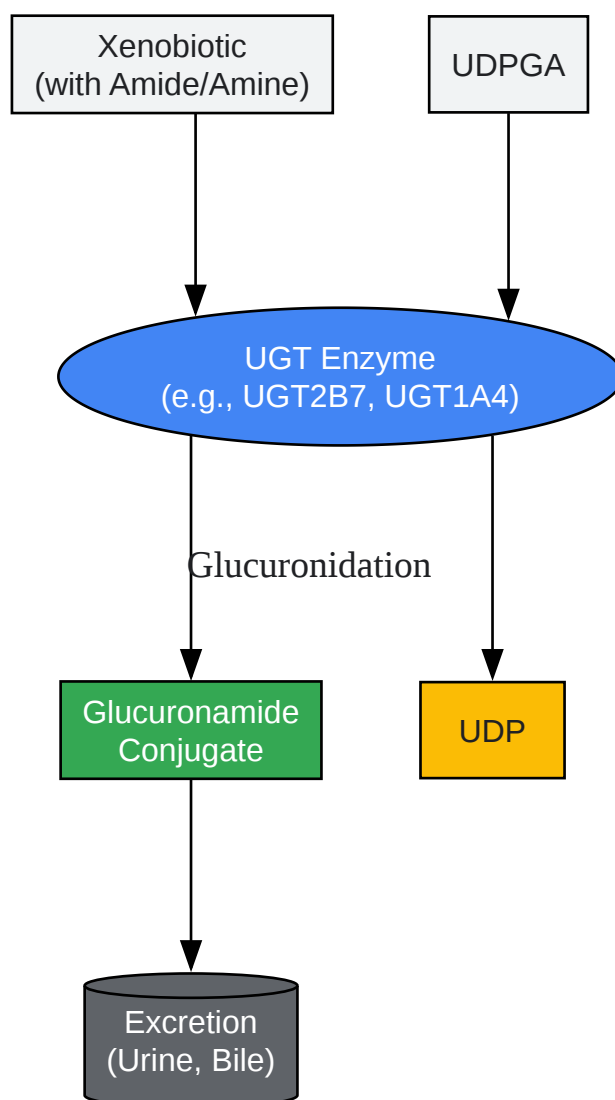 Xenobiotic
(with Amide/Amine)
UDPGA
UGT Enzyme
(e.g., UGT2B7, UGT1A4)
Glucuronidation
Glucuronamide
Conjugate
UDP
Excretion
(Urine, Bile)